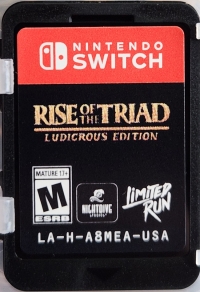 NINTENDO
SWITCH
RISE OF THE TRIAD
LUDICROUS EDITION
MATURE 17+
M
ESRB
NIGHTDIVE
STUDIOS
LIMITED
RUN
LA-H-A8MEA-USA